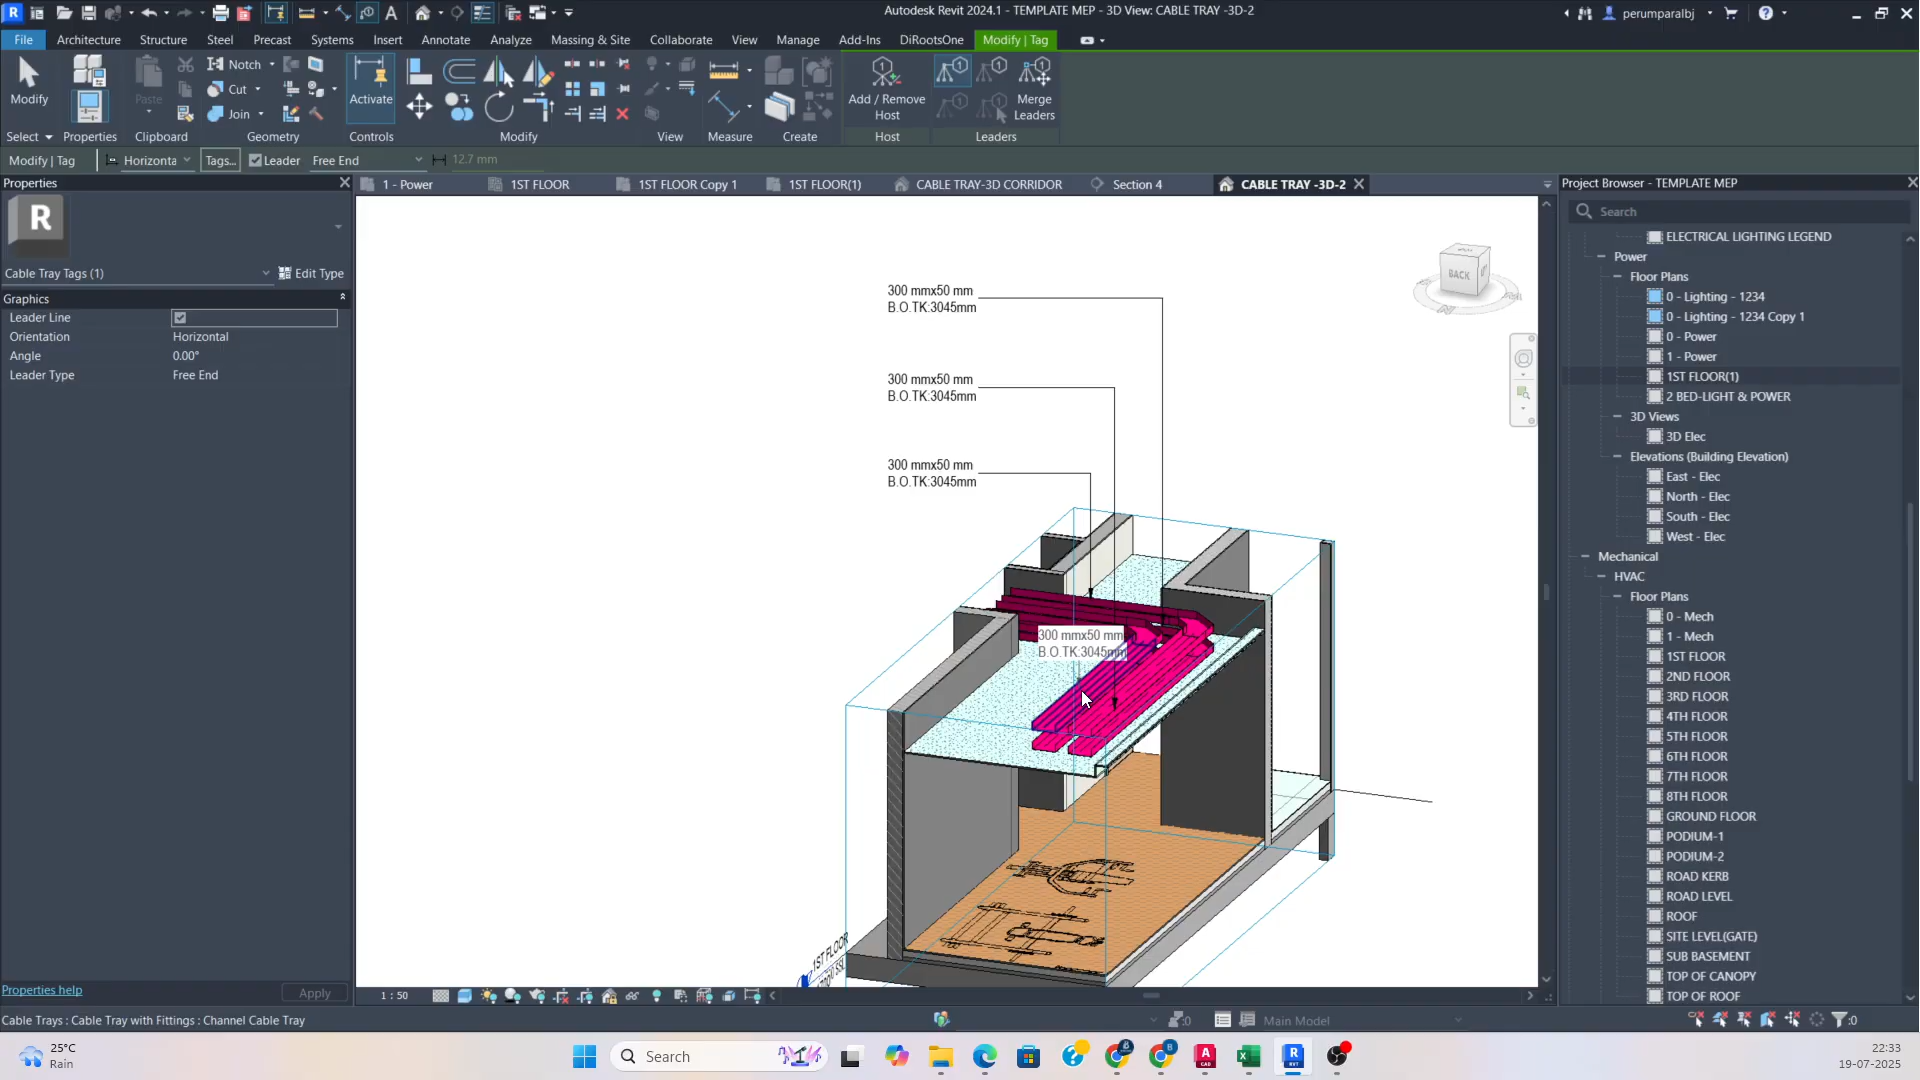 Autodesk Revit 2024.1 - TEMPLATE MEP - 3D View: CABLE TRAY -3D-2
perumparalbj
File Architecture Structure Steel Precast Systems Insert Annotate Analyze Massing & Site Collaborate View Manage Add-Ins DiRootsOne Modify | Tag
Modify
Paste
Notch
Cut
Join
Activate
Add / Remove
Host
Merge
Leaders
Select Properties Clipboard Geometry Controls Modify View Measure Create Host Leaders
Modify | Tag Horizonta Tags... Leader Free End 12.7 mm
Properties
1 - Power 1ST FLOOR 1ST FLOOR Copy 1 1ST FLOOR(1) CABLE TRAY-3D CORRIDOR Section 4 CABLE TRAY -3D-2
Project Browser - TEMPLATE MEP
R
Cable Tray Tags (1) Edit Type
Graphics
Leader Line
Orientation Horizontal
Angle 0.00°
Leader Type Free End
Properties help Apply
300 mmx50 mm
B.O.TK:3045mm
300 mmx50 mm
B.O.TK:3045mm
300 mmx50 mm
B.O.TK:3045mm
300 mmx50 mm
B.O.TK:3045mm
1ST FLOOR
BACK
Search
ELECTRICAL LIGHTING LEGEND
Power
Floor Plans
0 - Lighting - 1234
0 - Lighting - 1234 Copy 1
0 - Power
1 - Power
1ST FLOOR(1)
2 BED-LIGHT & POWER
3D Views
3D Elec
Elevations (Building Elevation)
East - Elec
North - Elec
South - Elec
West - Elec
Mechanical
HVAC
Floor Plans
0 - Mech
1 - Mech
1ST FLOOR
2ND FLOOR
3RD FLOOR
4TH FLOOR
5TH FLOOR
6TH FLOOR
7TH FLOOR
8TH FLOOR
GROUND FLOOR
PODIUM-1
PODIUM-2
ROAD KERB
ROAD LEVEL
ROOF
SITE LEVEL(GATE)
SUB BASEMENT
TOP OF CANOPY
TOP OF ROOF
1 : 50
Cable Trays : Cable Tray with Fittings : Channel Cable Tray
:0 Main Model :0
25°C
Rain
Search
22:33
19-07-2025